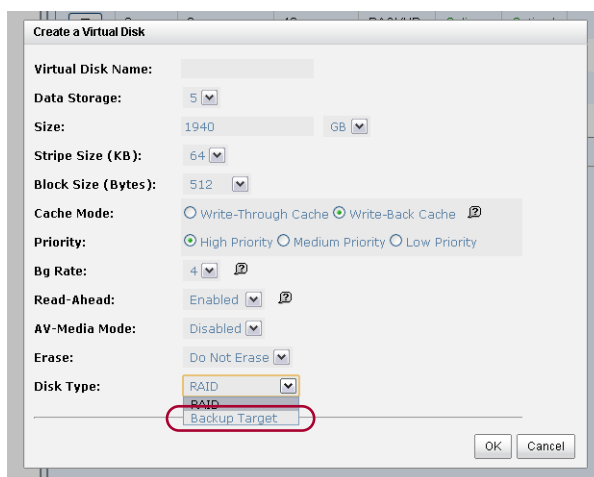 Create a Virtual Disk
Virtual Disk Name:
Data Storage: 5
Size: 1940 GB
Stripe Size (KB): 64
Block Size (Bytes): 512
Cache Mode: Write-Through Cache Write-Back Cache
Priority: High Priority Medium Priority Low Priority
Bg Rate: 4
Read-Ahead: Enabled
AV-Media Mode: Disabled
Erase: Do Not Erase
Disk Type: RAID
RAID
Backup Target
OK Cancel